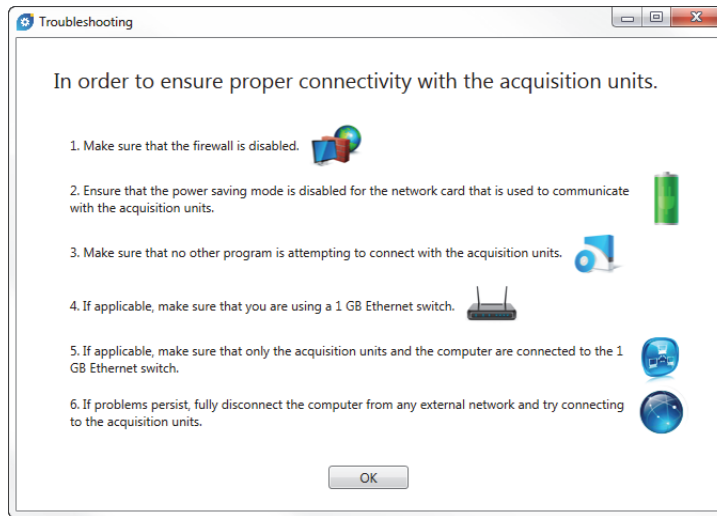 Troubleshooting
In order to ensure proper connectivity with the acquisition units.
1. Make sure that the firewall is disabled.
2. Ensure that the power saving mode is disabled for the network card that is used to communicate
with the acquisition units.
3. Make sure that no other program is attempting to connect with the acquisition units.
4. If applicable, make sure that you are using a 1 GB Ethernet switch.
5. If applicable, make sure that only the acquisition units and the computer are connected to the 1
GB Ethernet switch.
6. If problems persist, fully disconnect the computer from any external network and try connecting
to the acquisition units.
OK